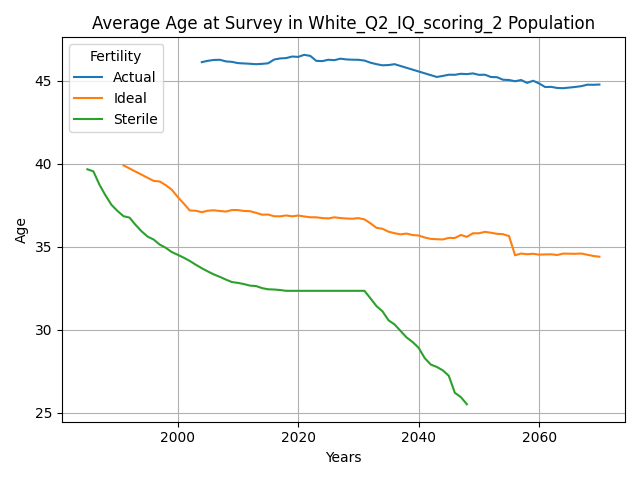 Average Age at Survey in White_Q2_IQ_scoring_2 Population
Fertility
Actual
Ideal
Sterile
45
40
35
30
25
Age
2000
2020
2040
2060
Years